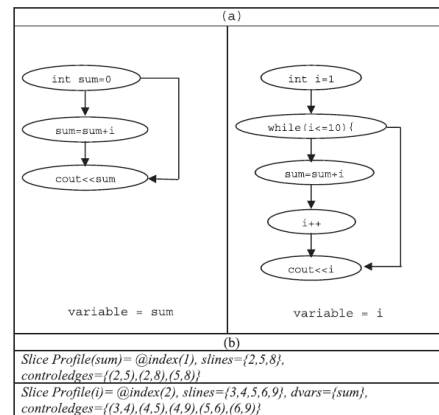 (a)
int sum=0
sum=sum+i
cout<<sum
variable = sum
int i=1
while(i<=10){
sum=sum+i
i++
cout<<i
variable = i
(b)
Slice Profile(sum)= @index(1), slines={2,5,8},
controledges={(2,5),(2,8),(5,8)}
Slice Profile(i)= @index(2), slines={3,4,5,6,9}, dvars={sum},
controledges={(3,4),(4,5),(4,9),(5,6),(6,9)}